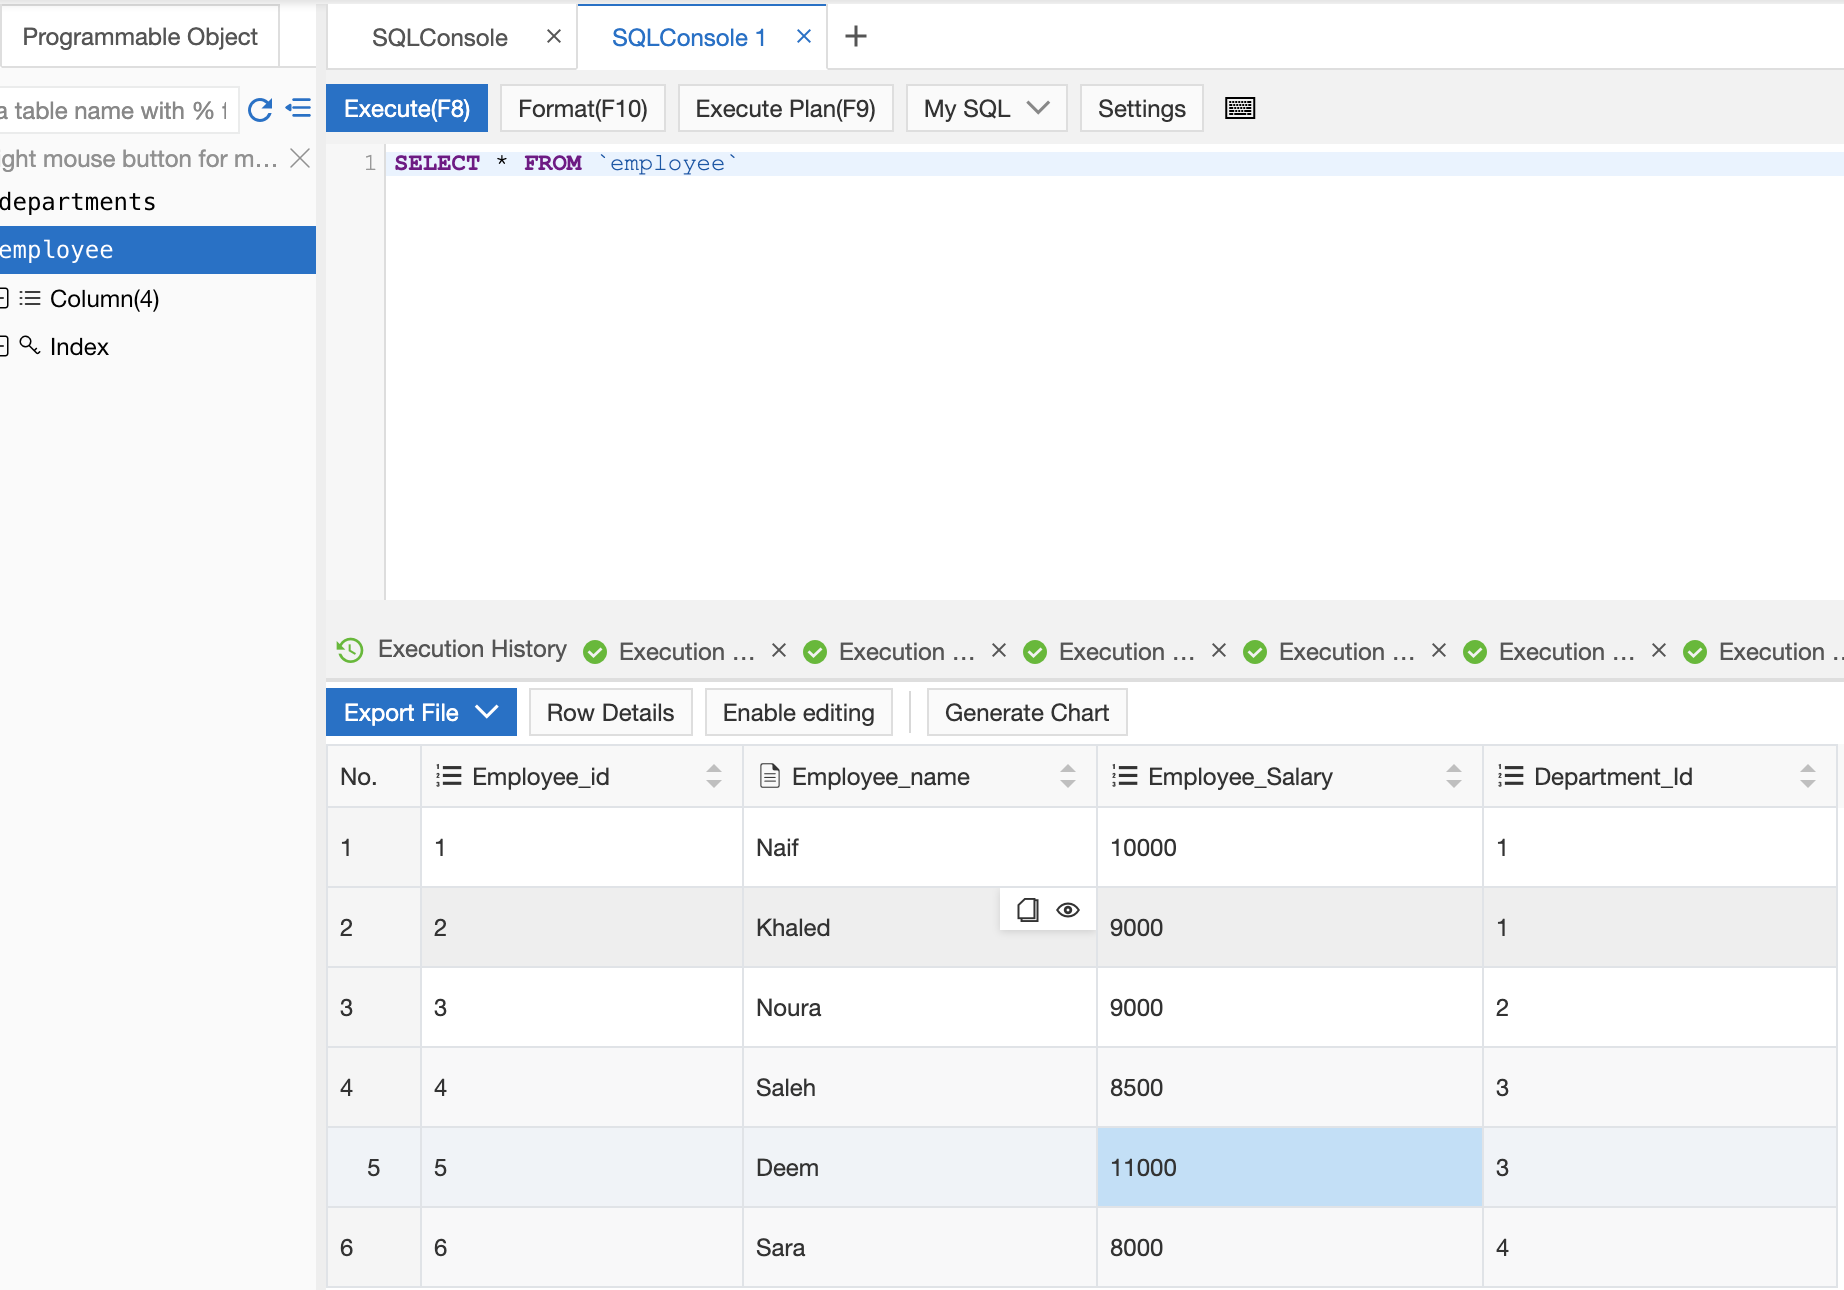 Programmable Object
SQLConsole
SQLConsole 1
a table name with %
Execute(F8)
Format(F10)
Execute Plan(F9)
My SQL
Settings
ght mouse button for m...
1 SELECT * FROM `employee`
departments
employee
Column(4)
Index
Execution History
Execution ...
Execution ...
Execution ...
Execution ...
Execution ...
Execution ..
Export File
Row Details
Enable editing
Generate Chart
No. Employee_id Employee_name Employee_Salary Department_Id
1 1 Naif 10000 1
2 2 Khaled 9000 1
3 3 Noura 9000 2
4 4 Saleh 8500 3
5 5 Deem 11000 3
6 6 Sara 8000 4